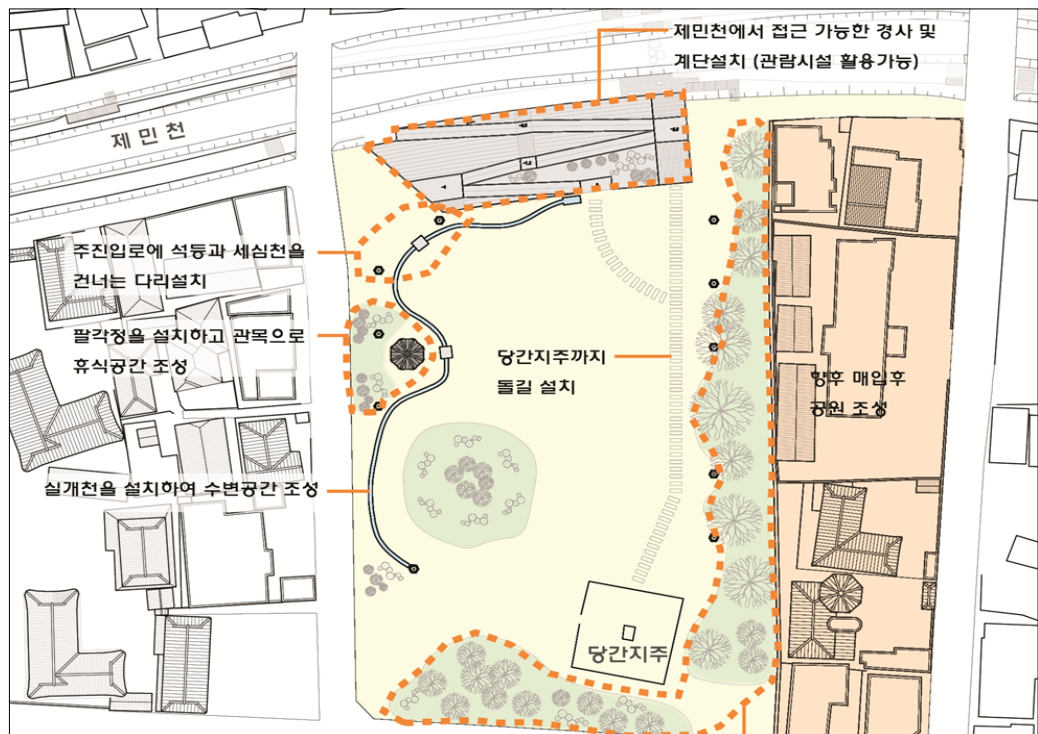 제민천에서 접근 가능한 경사 및
계단설치 (관람시설 활용가능)
제민천
주진입로에 석등과 세심천을
건너는 다리설치
팔각정을 설치하고 관목으로
휴식공간 조성
당간지주까지
돌길 설치
향후 매입후
공원 조성
실개천을 설치하여 수변공간 조성
당간지주